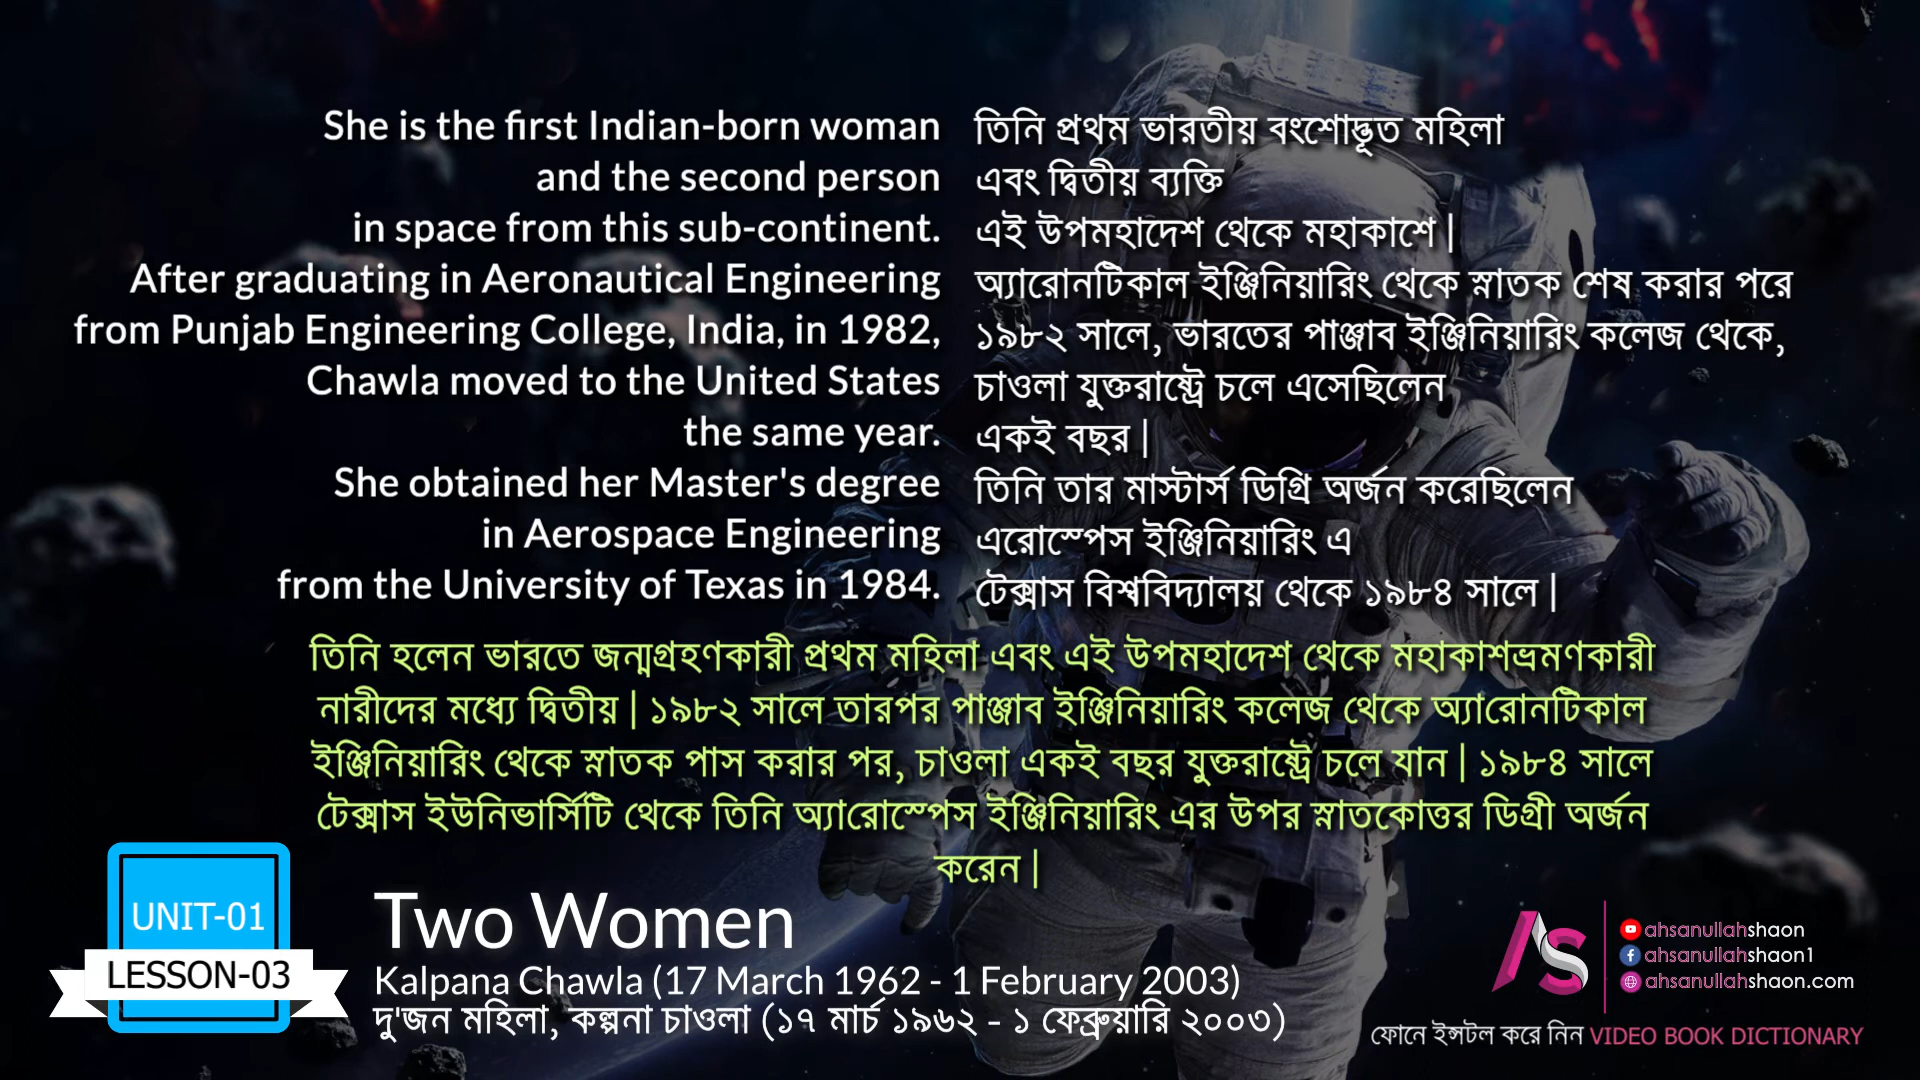 She is the first Indian-born woman
and the second person
in space from this sub-continent.
After graduating in Aeronautical Engineering
from Punjab Engineering College, India, in 1982,
Chawla moved to the United States
the same year.
She obtained her Master's degree
in Aerospace Engineering
from the University of Texas in 1984.
তিনি প্রথম ভারতীয় বংশোদ্ভূত মহিলা
এবং দ্বিতীয় ব্যক্তি
এই উপমহাদেশ থেকে মহাকাশে |
অ্যারোনটিকাল ইঞ্জিনিয়ারিং থেকে স্নাতক শেষ করার পরে
১৯৮২ সালে, ভারতের পাঞ্জাব ইঞ্জিনিয়ারিং কলেজ থেকে,
চাওলা যুক্তরাষ্ট্রে চলে এসেছিলেন
একই বছর |
তিনি তার মাস্টার্স ডিগ্রি অর্জন করেছিলেন
এরোস্পেস ইঞ্জিনিয়ারিং এ
টেক্সাস বিশ্ববিদ্যালয় থেকে ১৯৮৪ সালে |
তিনি হলেন ভারতে জন্মগ্রহণকারী প্রথম মহিলা এবং এই উপমহাদেশ থেকে মহাকাশভ্রমণকারী
নারীদের মধ্যে দ্বিতীয় | ১৯৮২ সালে তারপর পাঞ্জাব ইঞ্জিনিয়ারিং কলেজ থেকে অ্যারোনটিকাল
ইঞ্জিনিয়ারিং থেকে স্নাতক পাস করার পর, চাওলা একই বছর যুক্তরাষ্ট্রে চলে যান | ১৯৮৪ সালে
টেক্সাস ইউনিভার্সিটি থেকে তিনি অ্যারোস্পেস ইঞ্জিনিয়ারিং এর উপর স্নাতকোত্তর ডিগ্রী অর্জন
করেন |
UNIT-01
LESSON-03
Two Women
Kalpana Chawla (17 March 1962 - 1 February 2003)
দু'জন মহিলা, কল্পনা চাওলা (১৭ মার্চ ১৯৬২ - ১ ফেব্রুয়ারি ২০০৩)
AS
ahsanullahshaon
ahsanullahshaon1
ahsanullahshaon.com
ফোনে ইন্সটল করে নিন VIDEO BOOK DICTIONARY